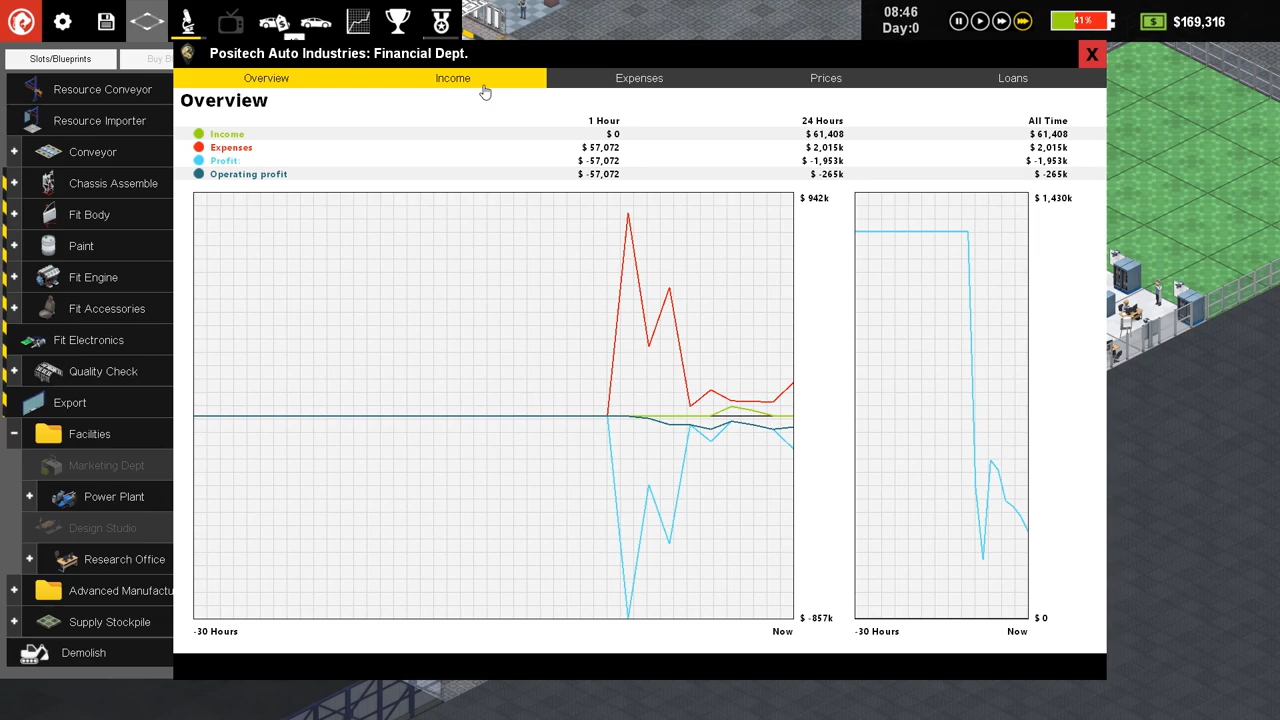 08:46
Day:0
41%
$169,316
Positech Auto Industries: Financial Dept.
X
Slots/Blueprints
Buy B
Overview
Income
Expenses
Prices
Loans
Overview
1 Hour
24 Hours
All Time
Income
$ 0
$ 61,408
$ 61,408
Expenses
$ 57,072
$ 2,015k
$ 2,015k
Profit:
$ -57,072
$ -1,953k
$ -1,953k
Operating profit
$ -57,072
$ -265k
$ -265k
$ 942k
$ 1,430k
$ -857k
$ 0
-30 Hours
Now
-30 Hours
Now
Resource Conveyor
Resource Importer
Conveyor
Chassis Assemble
Fit Body
Paint
Fit Engine
Fit Accessories
Fit Electronics
Quality Check
Export
Facilities
Marketing Dept
Power Plant
Design Studio
Research Office
Advanced Manufactu
Supply Stockpile
Demolish